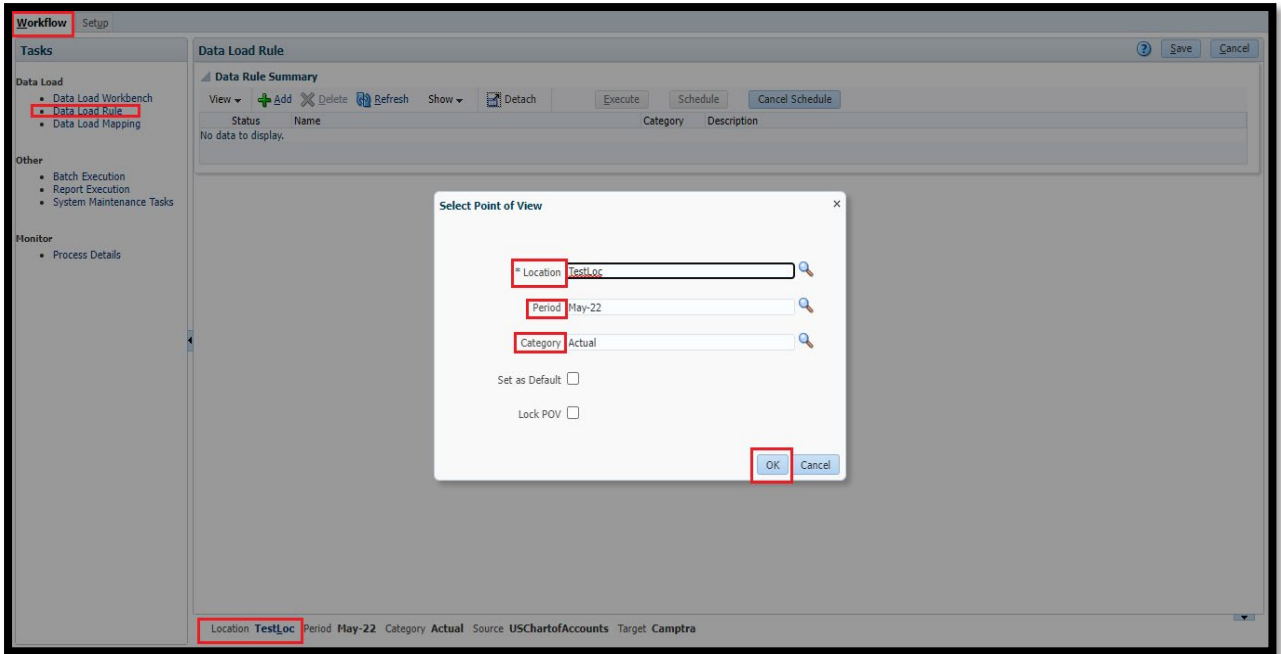 Workflow Setup
Tasks
Data Load
Data Load Workbench
Data Load Rule
Data Load Mapping
Other
Batch Execution
Report Execution
System Maintenance Tasks
Monitor
Process Details
Data Load Rule
? Save Cancel
Data Rule Summary
View Add Delete Refresh Show Detach Execute Schedule Cancel Schedule
Status Name Category Description
No data to display.
Select Point of View ×
* Location TestLoc
Period May-22
Category Actual
Set as Default
Lock POV
OK Cancel
Location TestLoc Period May-22 Category Actual Source USChartofAccounts Target Camptra